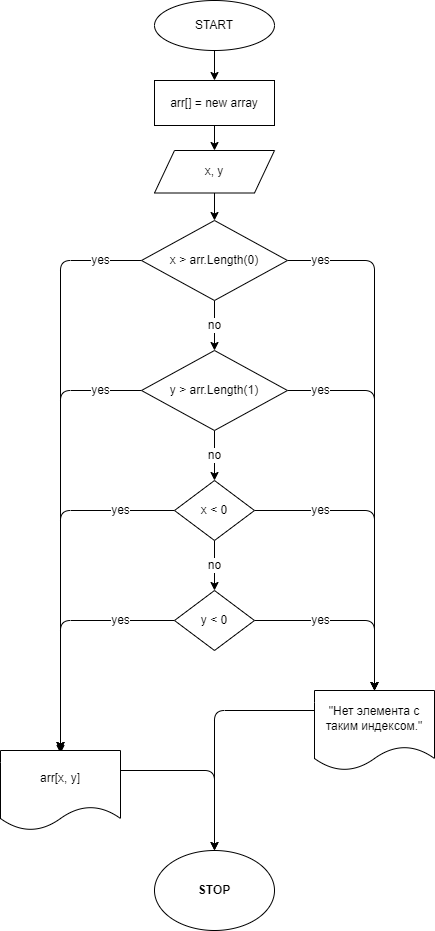 START
arr[] = new array
x, y
yes
x > arr.Length(0)
yes
no
yes
y > arr.Length(1)
yes
no
yes
x < 0
yes
no
yes
y < 0
yes
"Нет элемента с
таким индексом."
arr[x, y]
STOP